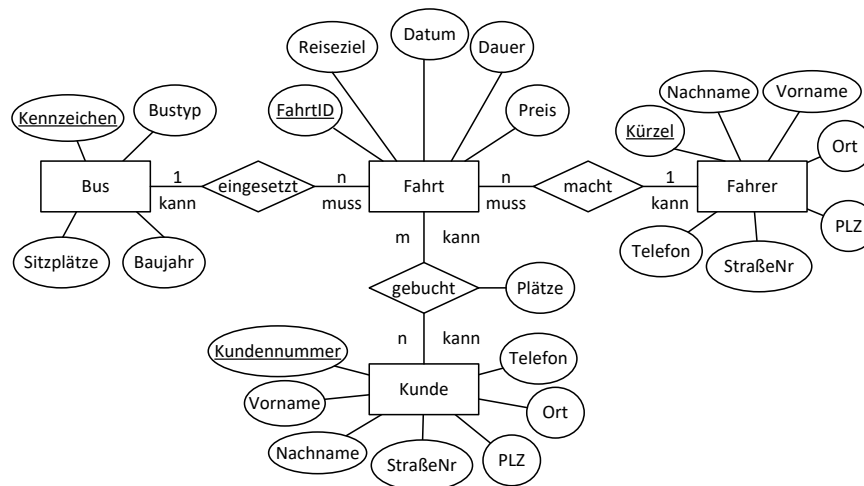 Reiseziel
Datum
Dauer
Kennzeichen
Bustyp
FahrtID
Preis
Nachname
Vorname
Kürzel
Ort
Bus
1
kann
eingesetzt
n
muss
Fahrt
n
muss
macht
1
kann
Fahrer
Sitzplätze
Baujahr
Telefon
StraßeNr
PLZ
m
kann
gebucht
Plätze
n
kann
Kundennummer
Telefon
Vorname
Kunde
Ort
Nachname
StraßeNr
PLZ